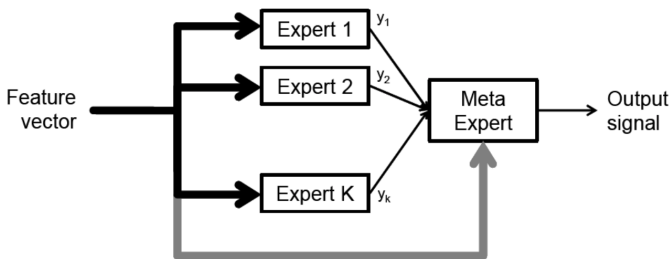 Feature
vector
Expert 1
y1
Expert 2
y2
Expert K
yk
Meta
Expert
Output
signal